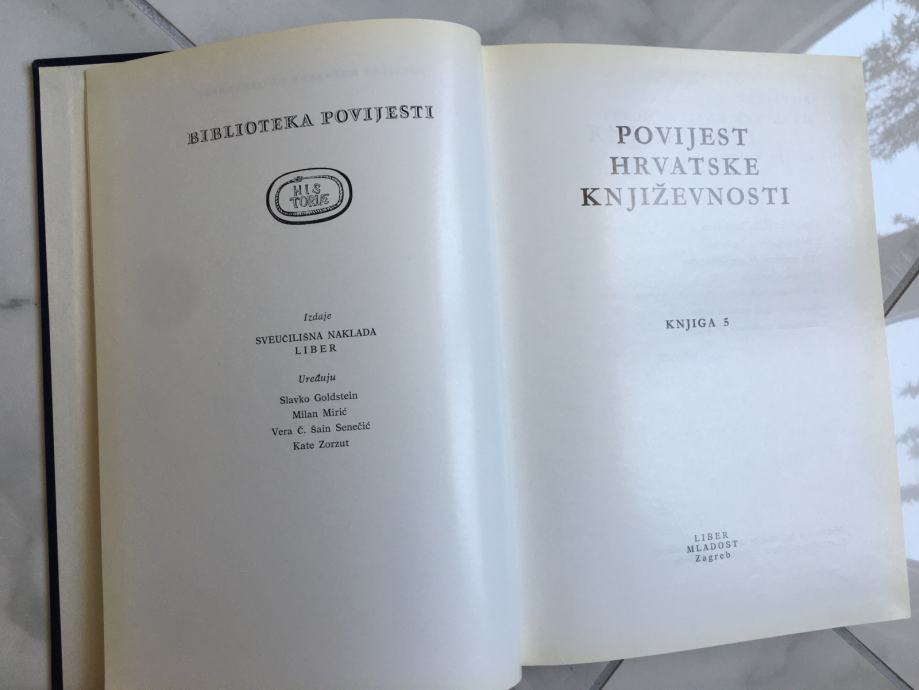 BIBLIOTEKA POVIJESTI
HIS
TORIÆ
Izdaje
SVEUČILIŠNA NAKLADA
LIBER
Uređuju
Slavko Goldstein
Milan Mirić
Vera Č. Šain Senečić
Kate Zorzut
POVIJEST
HRVATSKE
KNJIŽEVNOSTI
KNJIGA 5
LIBER
MLADOST
Zagreb